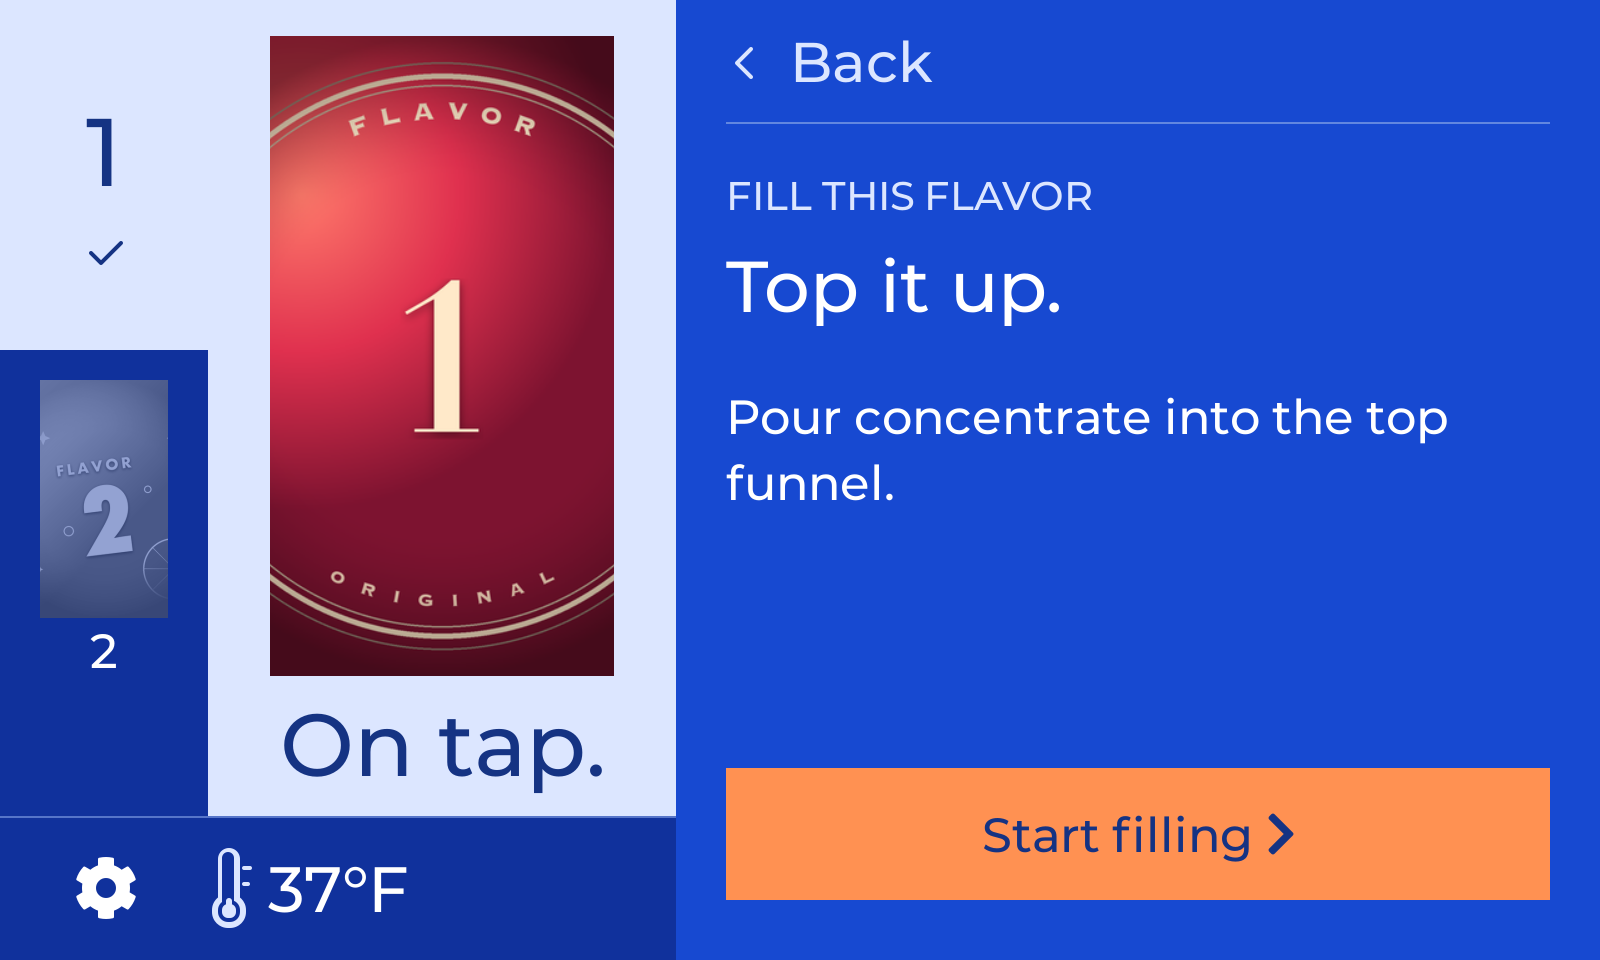 1
FLAVOR
1
ORIGINAL
On tap.
FLAVOR
2
2
37°F
Back
FILL THIS FLAVOR
Top it up.
Pour concentrate into the top
funnel.
Start filling